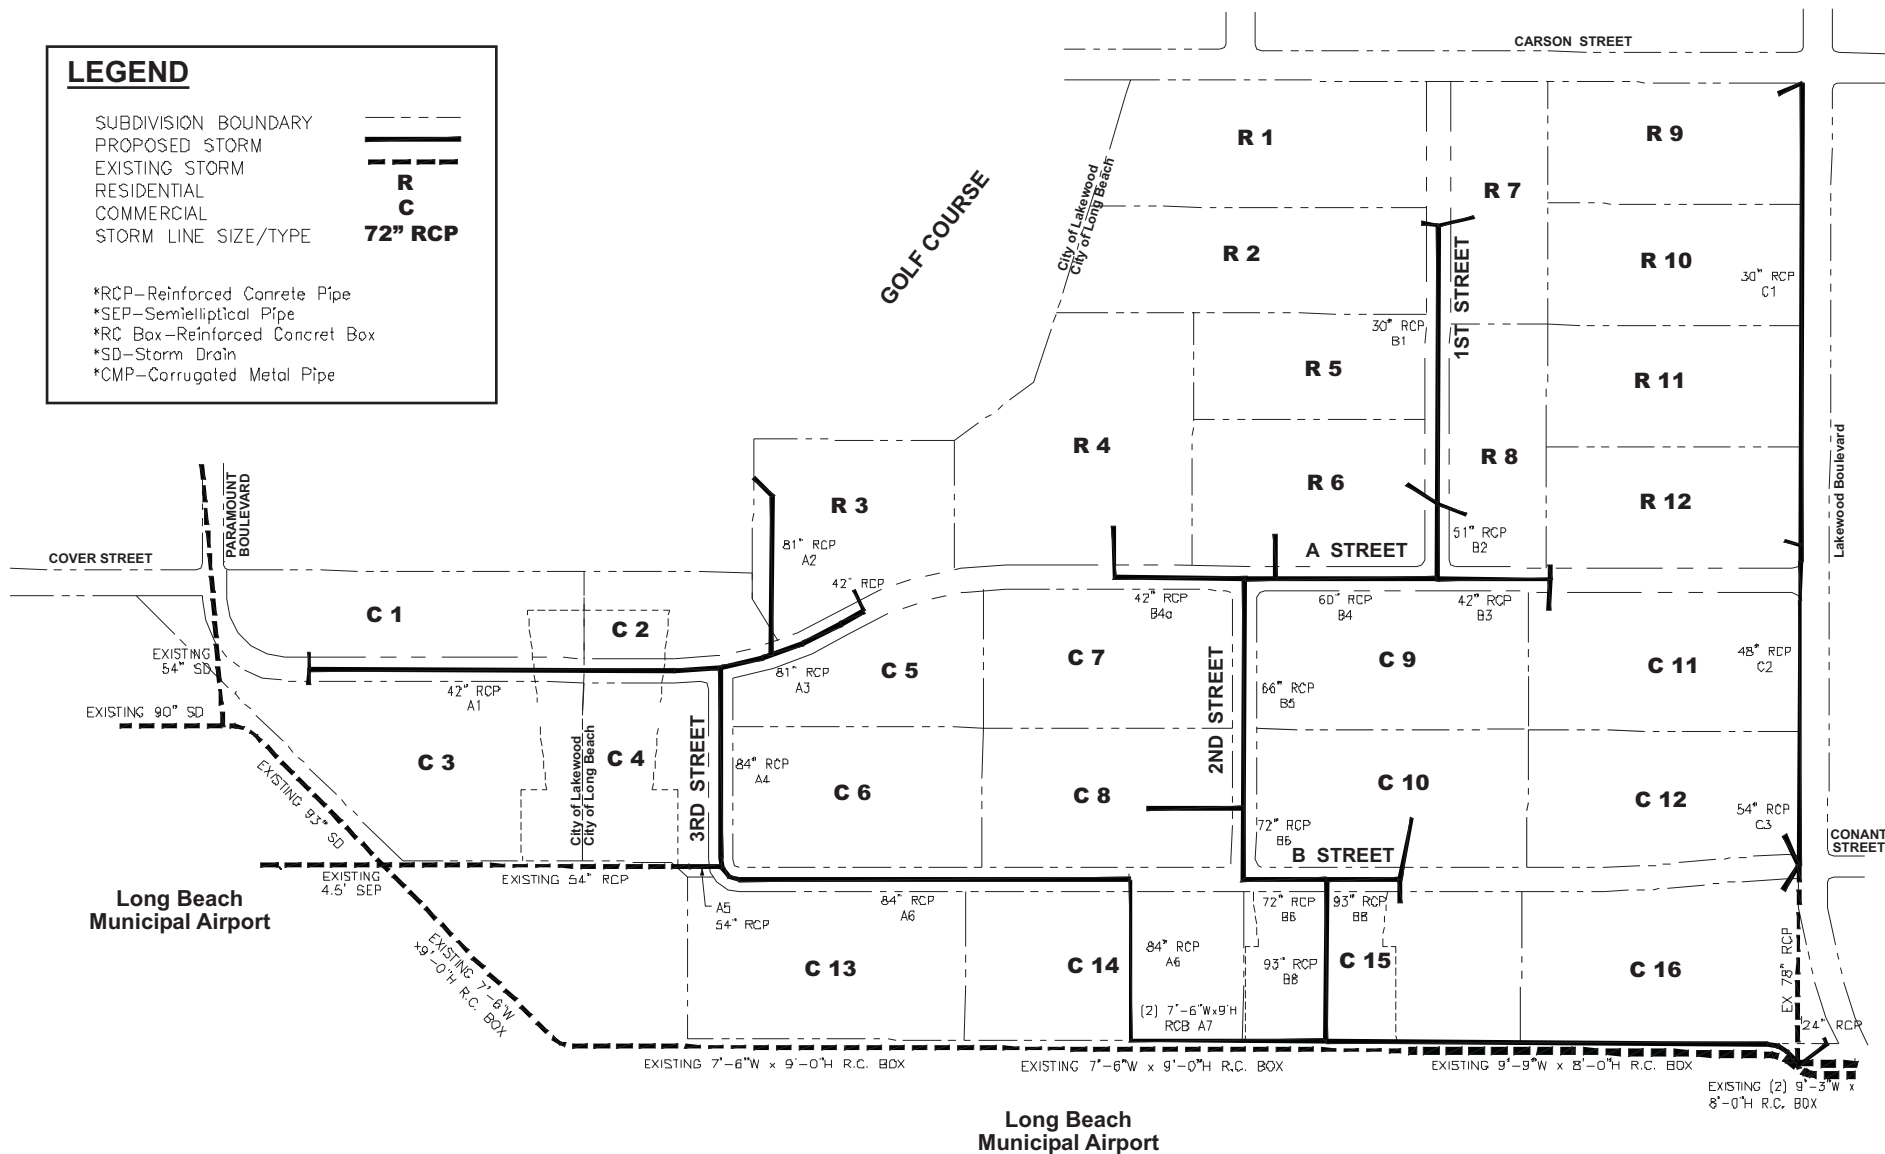 LEGEND
SUBDIVISION BOUNDARY
PROPOSED STORM
EXISTING STORM
RESIDENTIAL R
COMMERCIAL C
STORM LINE SIZE/TYPE 72” RCP
*RCP-Reinforced Conrete Pipe
*SEP-Semielliptical Pipe
*RC Box-Reinforced Concret Box
*SD-Storm Drain
*CMP-Corrugated Metal Pipe
CARSON STREET
R 1
R 9
R 7
GOLF COURSE
City of Lakewood
City of Long Beach
R 2
1ST STREET
R 10
30" RCP
C1
30" RCP
B1
R 5
R 11
R 4
R 8
R 6
R 12
R 3
Lakewood Boulevard
PARAMOUNT
BOULEVARD
COVER STREET
81" RCP
A2
42" RCP
A STREET
51" RCP
B2
C 1
C 2
42" RCP
B4a
60" RCP
B4
42" RCP
B3
EXISTING
54" SD
42" RCP
A1
81" RCP
A3
C 5
C 7
C 9
C 11
48" RCP
C2
EXISTING 90" SD
66" RCP
B5
2ND STREET
3RD STREET
C 3
C 4
City of Lakewood
City of Long Beach
84" RCP
A4
C 6
C 8
C 10
C 12
54" RCP
C3
EXISTING 93" SD
72" RCP
B6
B STREET
CONANT
STREET
EXISTING
4.5' SEP
EXISTING 54" RCP
Long Beach
Municipal Airport
A5
54" RCP
84" RCP
A6
72" RCP
B6
93" RCP
B8
EXISTING 7'-6"W
x9'-0"H R.C. BOX
C 13
C 14
84" RCP
A6
93" RCP
B8
C 15
C 16
EX 78" RCP
(2) 7'-6"Wx9'H
RCB A7
24" RCP
EXISTING 7'-6"W x 9'-0"H R.C. BOX
EXISTING 7'-6"W x 9'-0"H R.C. BOX
EXISTING 9'-9"W x 8'-0"H R.C. BOX
EXISTING (2) 9'-3"W x
8'-0"H R.C. BOX
Long Beach
Municipal Airport